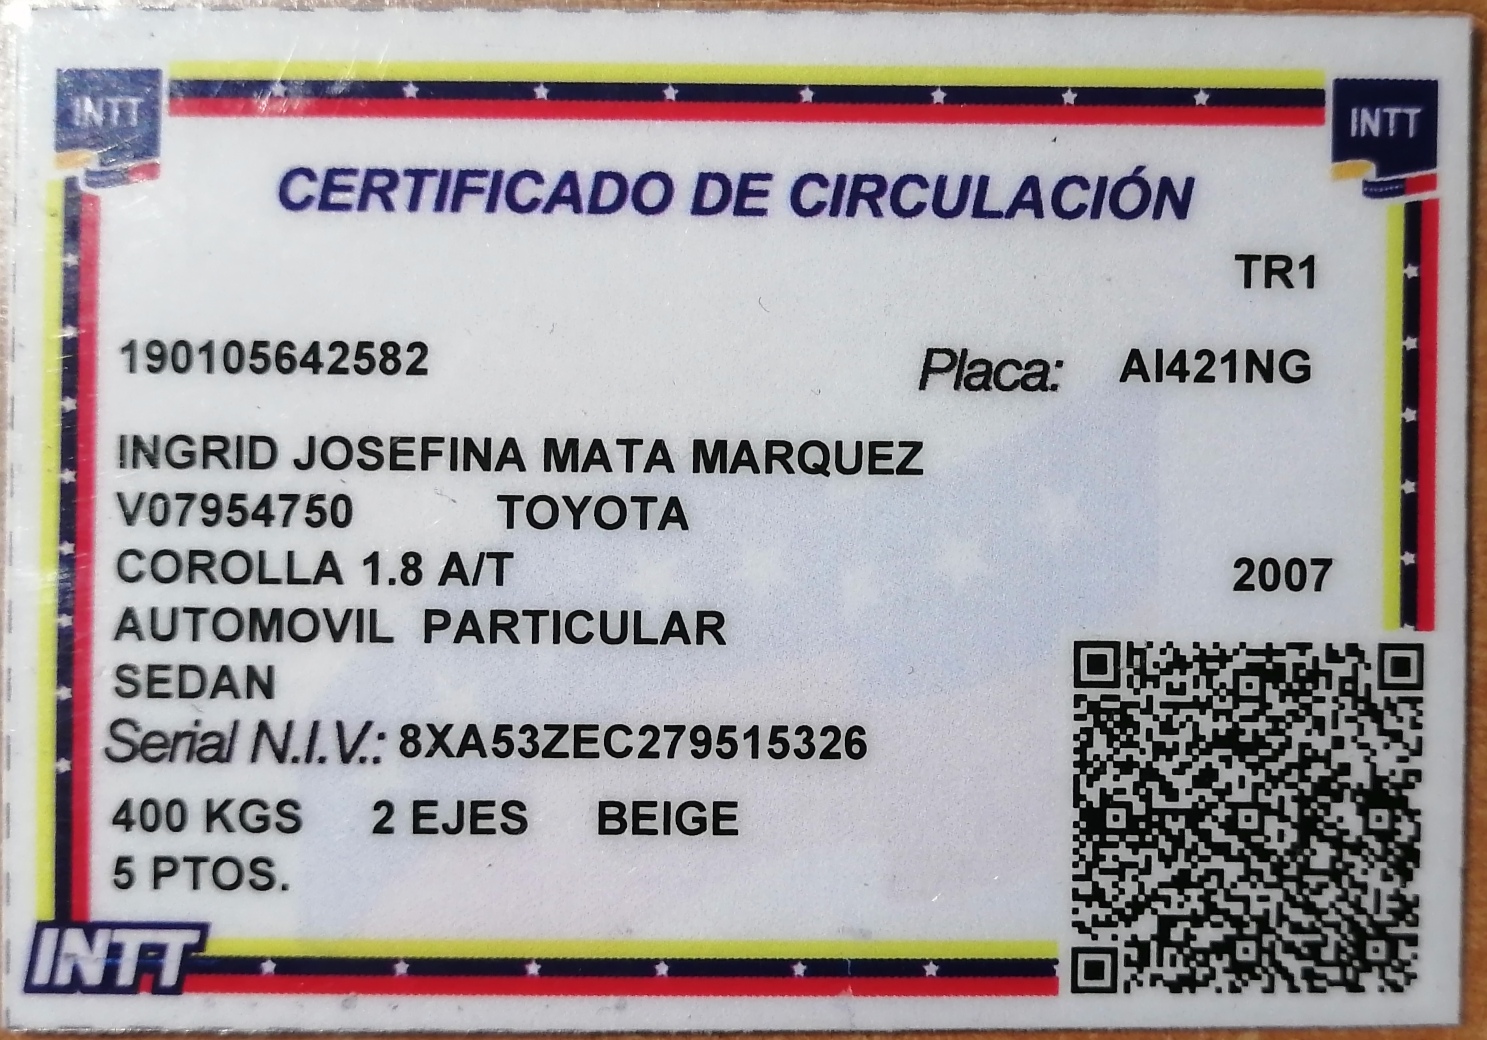 INTT
INTT
CERTIFICADO DE CIRCULACIÓN
TR1
190105642582 Placa: AI421NG
INGRID JOSEFINA MATA MARQUEZ
V07954750 TOYOTA
COROLLA 1.8 A/T 2007
AUTOMOVIL PARTICULAR
SEDAN
Serial N.I.V.: 8XA53ZEC279515326
400 KGS 2 EJES BEIGE
5 PTOS.
INTT